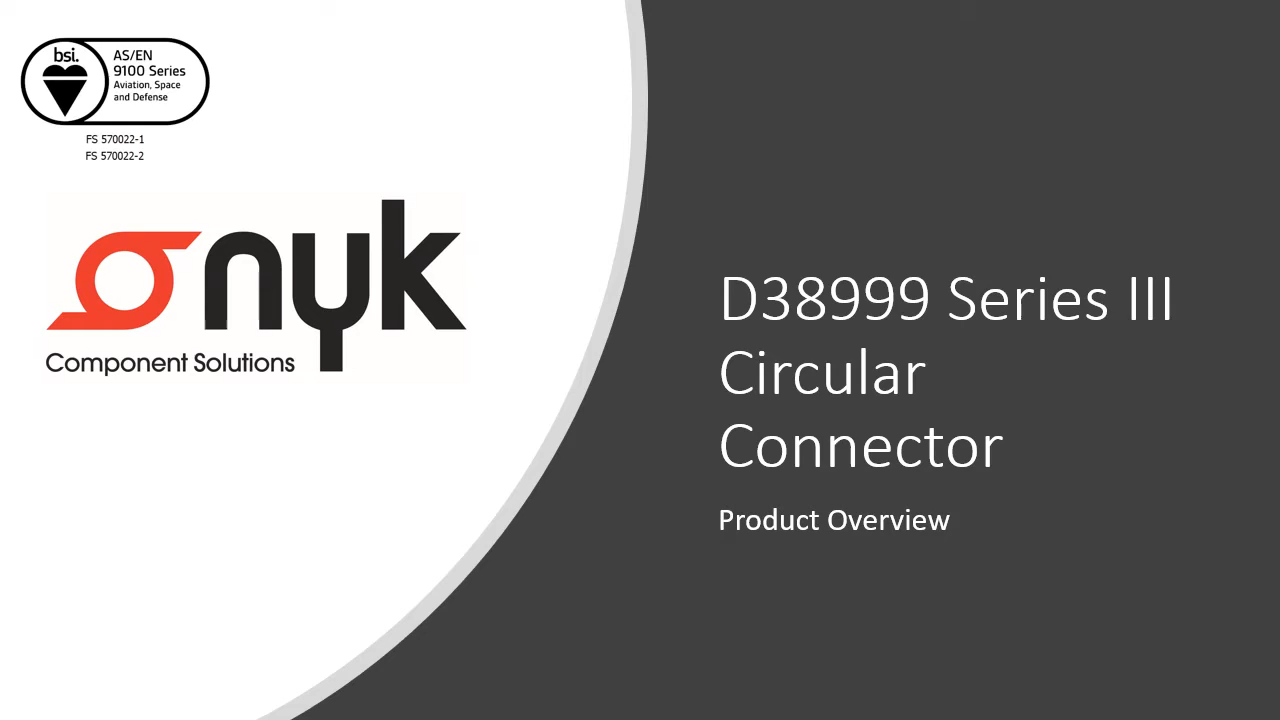 bsi.
AS/EN
9100 Series
Aviation, Space
and Defense
FS 570022-1
FS 570022-2
onyk
Component Solutions
D38999 Series III
Circular
Connector
Product Overview